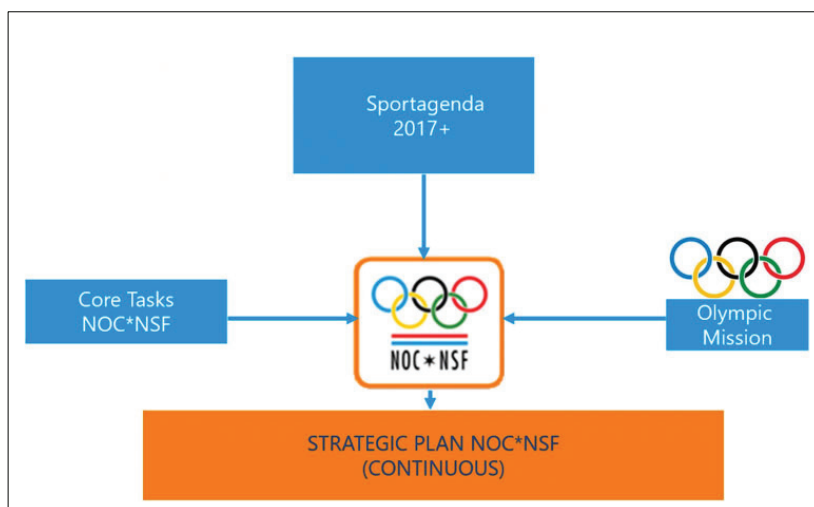 Sportagenda
2017+
Core Tasks
NOC*NSF
NOC✶NSF
Olympic
Mission
STRATEGIC PLAN NOC*NSF
(CONTINUOUS)